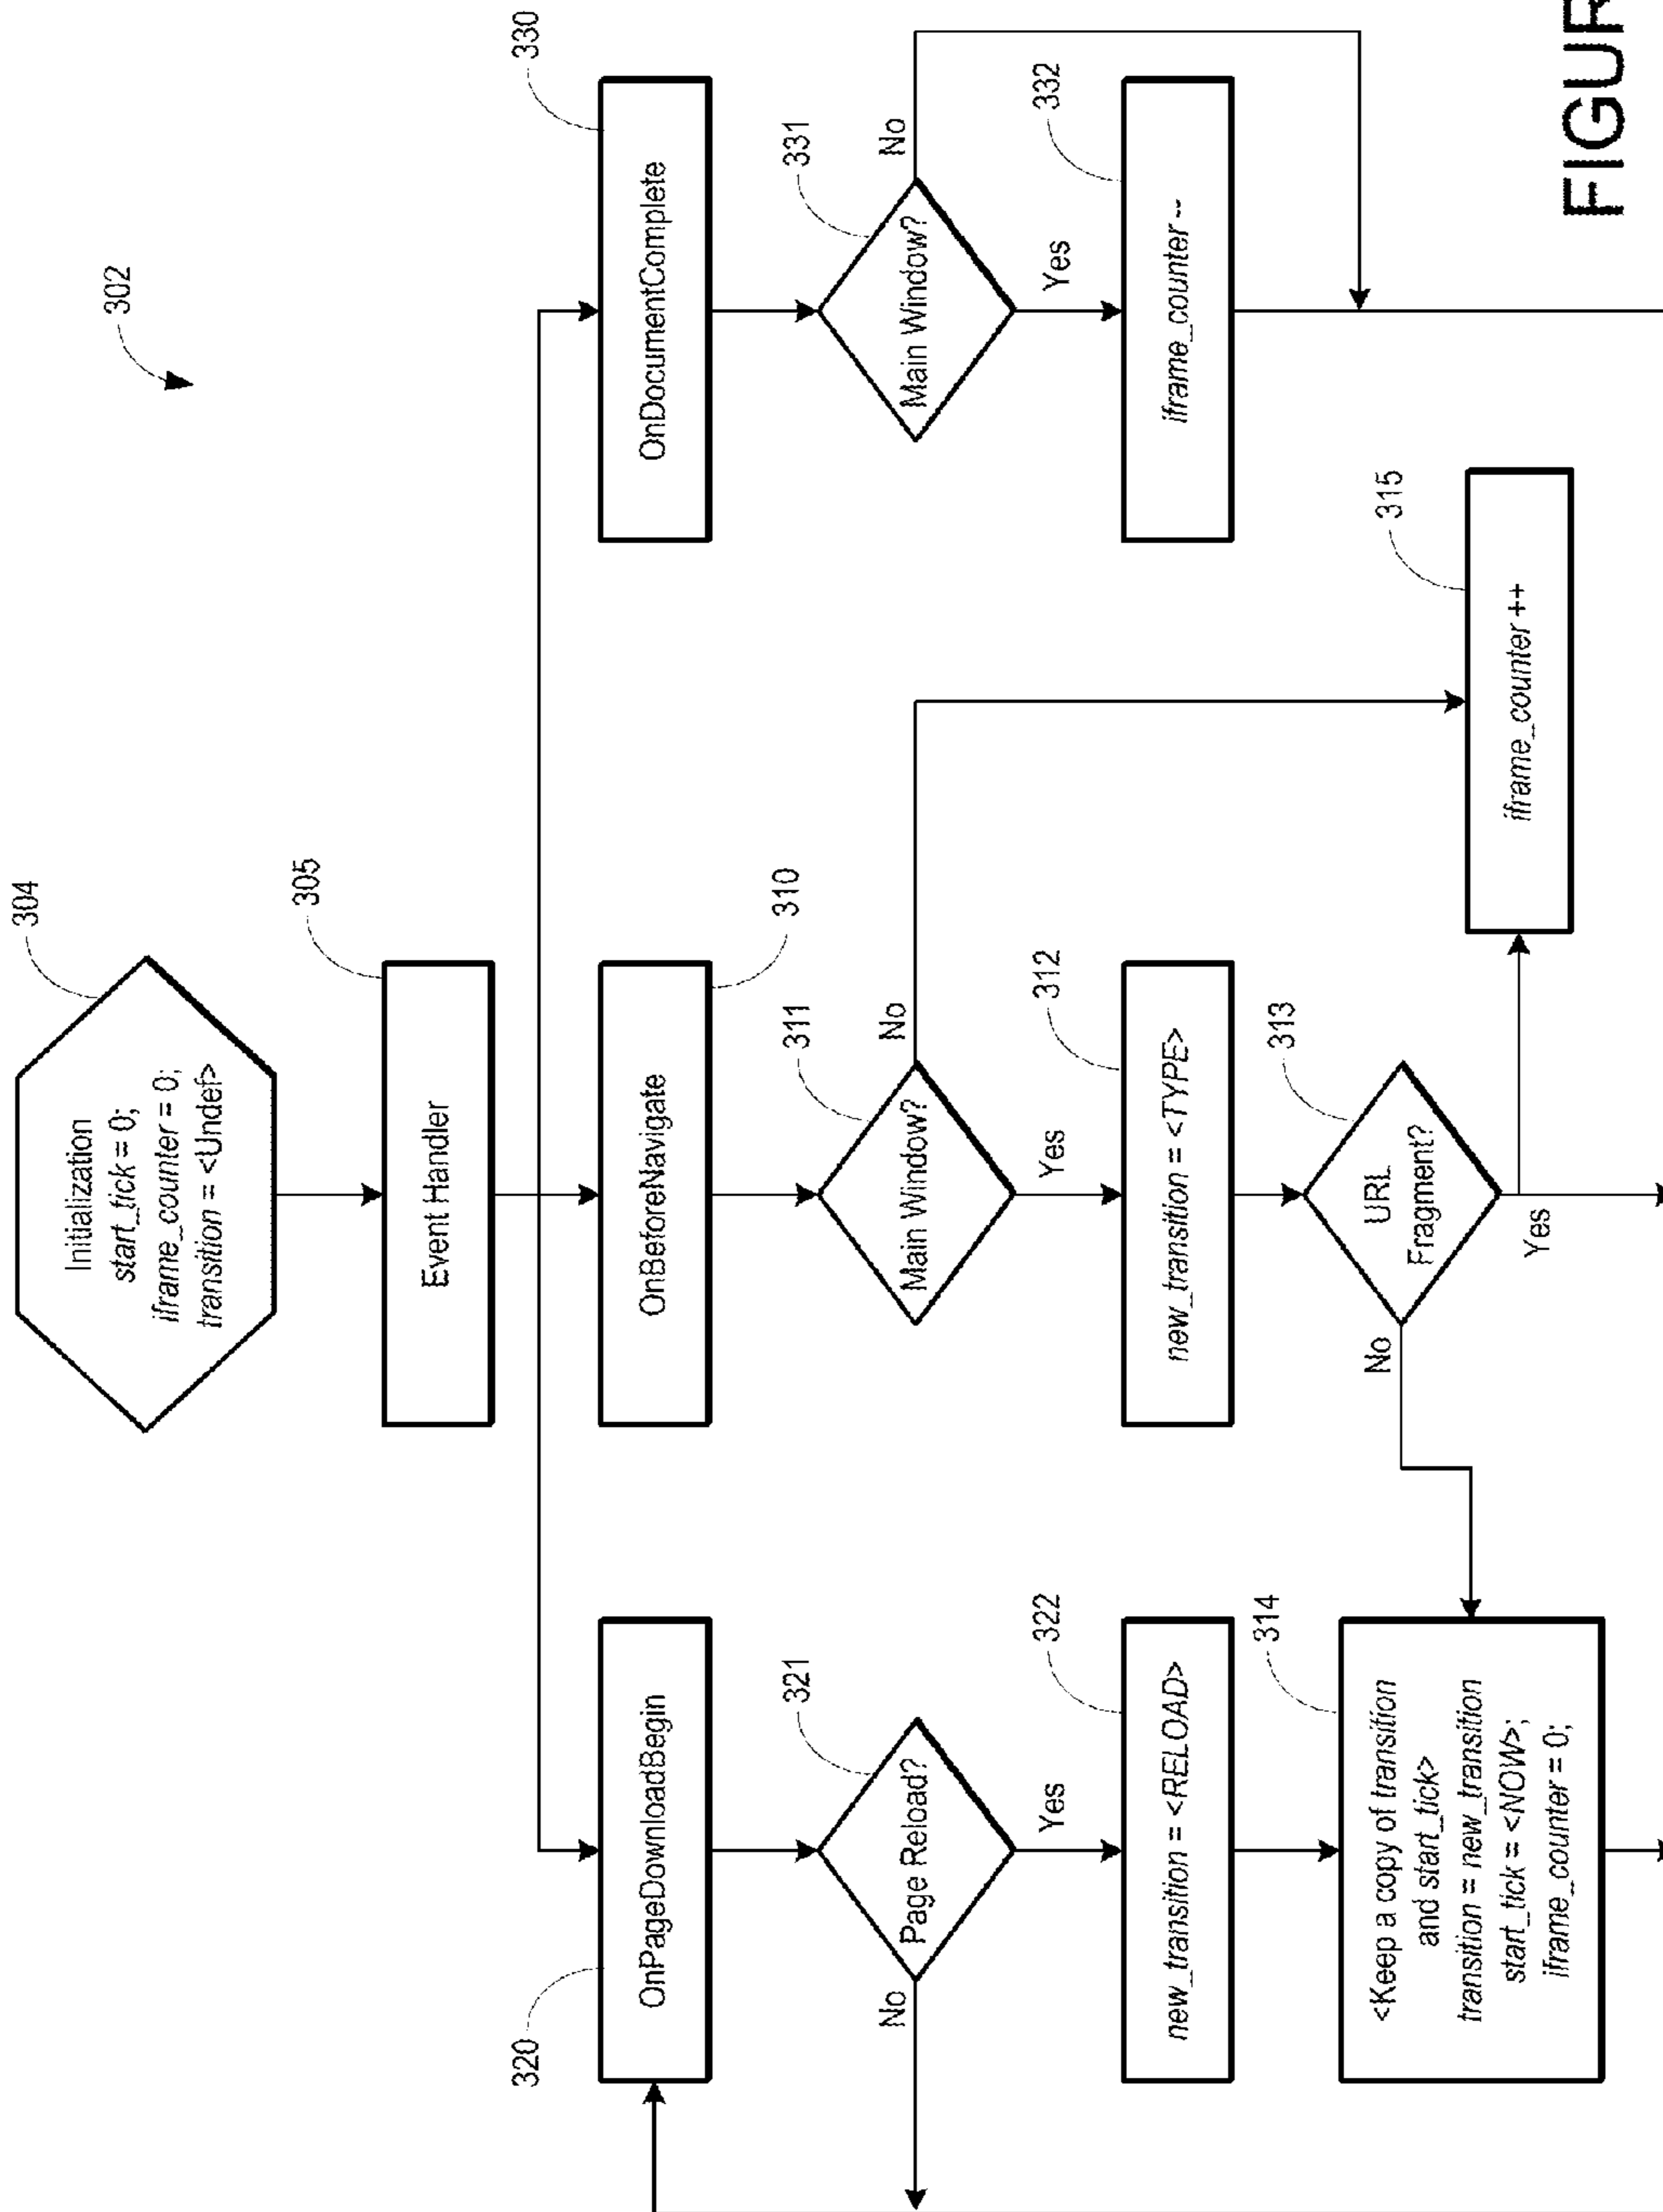 302
304
Initialization
start_tick = 0;
iframe_counter = 0;
transition = <Undef>
305
Event Handler
320
OnPageDownloadBegin
310
OnBeforeNavigate
330
OnDocumentComplete
321
Page Reload?
No
Yes
311
Main Window?
No
Yes
331
Main Window?
No
Yes
322
new_transition = <RELOAD>
312
new_transition = <TYPE>
332
iframe_counter --
314
<Keep a copy of transition
and start_tick>
transition = new_transition
start_tick = <NOW>;
iframe_counter = 0;
313
URL
Fragment?
No
Yes
315
iframe_counter ++